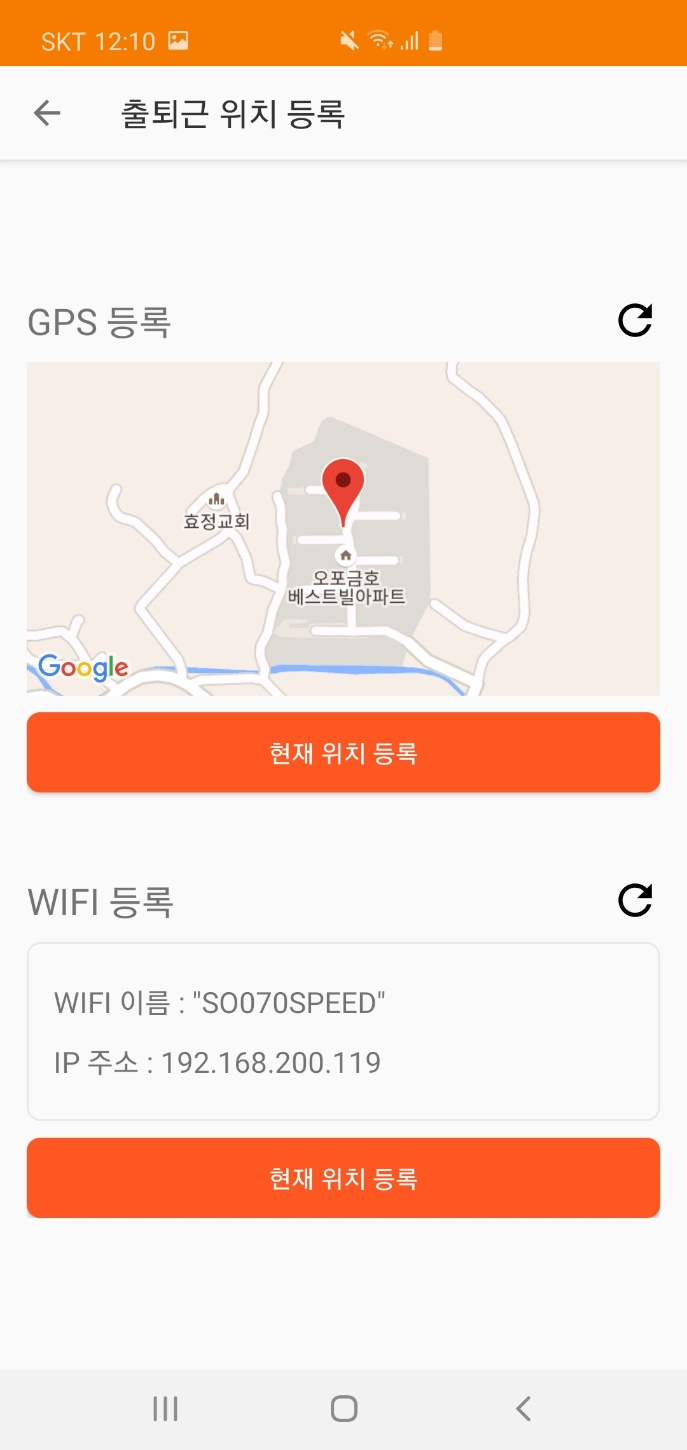 SKT 12:10
출퇴근 위치 등록
GPS 등록
효정교회
오포금호
베스트빌아파트
Google
현재 위치 등록
WIFI 등록
WIFI 이름 : "SO070SPEED"
IP 주소 : 192.168.200.119
현재 위치 등록